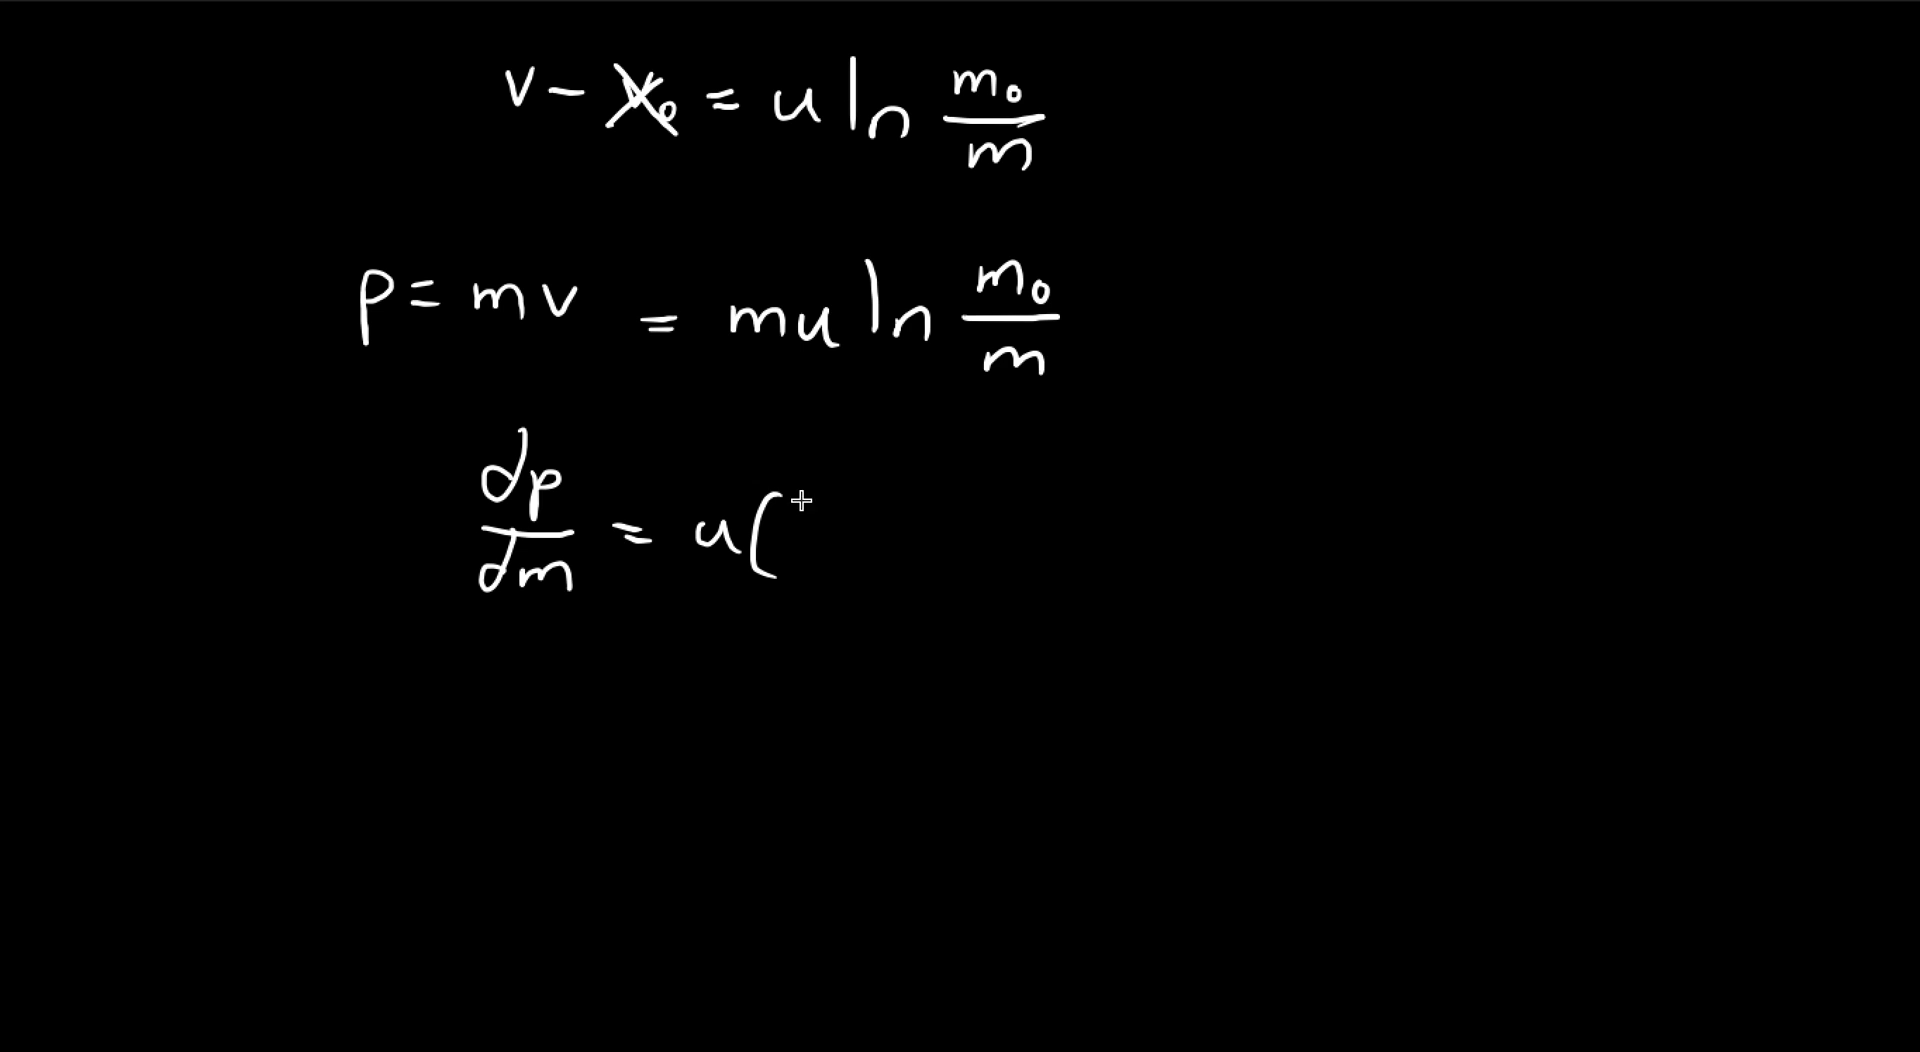 v - v₀ = u ln m₀/m
p = mv = mu ln m₀/m
dp/dm = u(